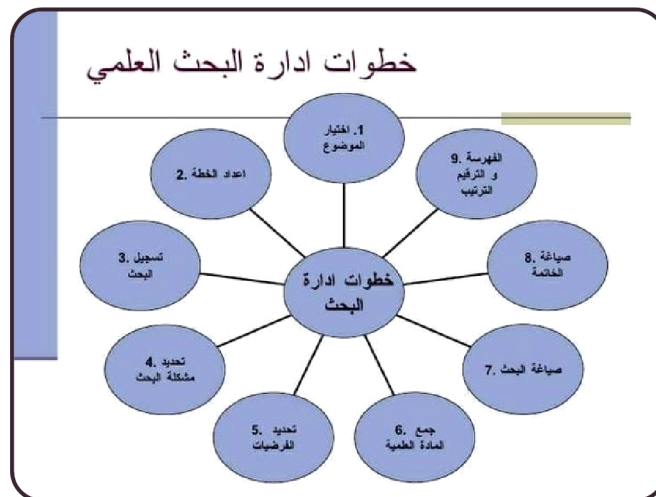 خطوات ادارة البحث العلمي
1. اختيار
الموضوع
2. اعداد الخطة
3. تسجيل
البحث
4. تحديد
مشكلة البحث
5. تحديد
الفرضيات
6. جمع
المادة العلمية
7. صياغة البحث
8. صياغة
الخاتمة
9. الفهرسة
و الترقيم
الترتيب
خطوات ادارة
البحث